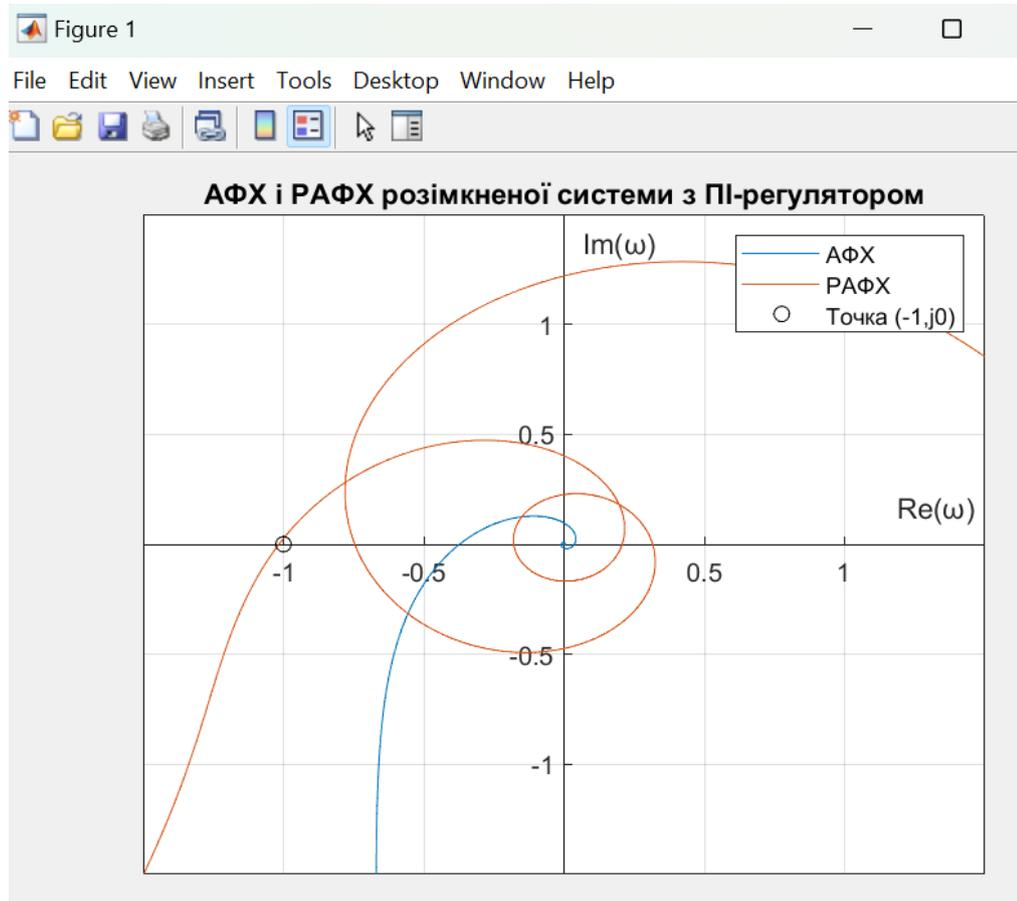 Figure 1
File Edit View Insert Tools Desktop Window Help
АФХ і РАФХ розімкненої системи з ПІ-регулятором
Im(ω)
АФХ
РАФХ
Точка (-1,j0)
1
0.5
Re(ω)
-1 -0.5 0.5 1
-0.5
-1